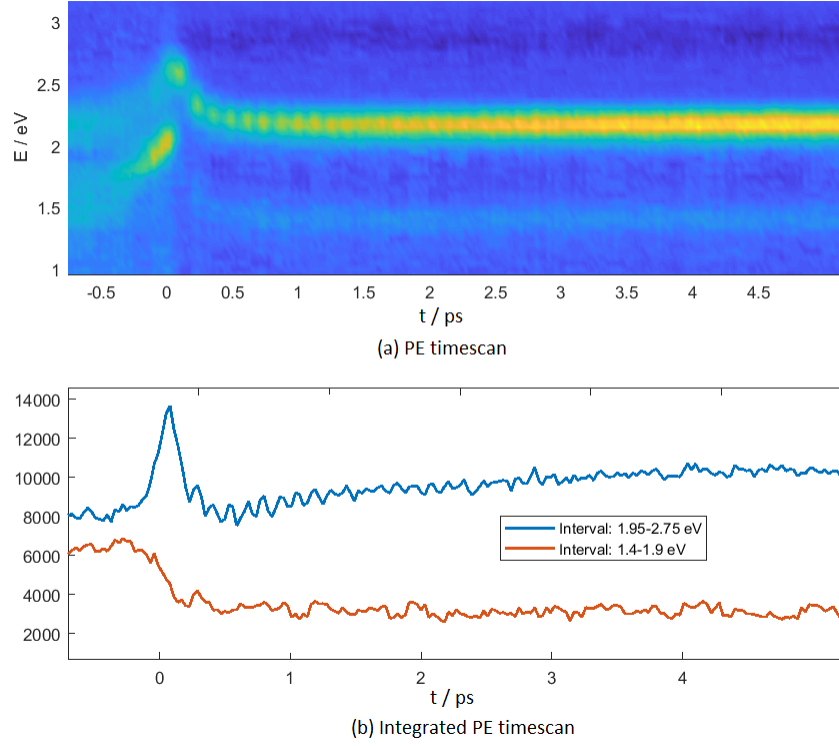 3
2.5
2
1.5
1
E / eV
-0.5 0 0.5 1 1.5 2 2.5 3 3.5 4 4.5
t / ps
(a) PE timescan
14000
12000
10000
8000
6000
4000
2000
Interval: 1.95-2.75 eV
Interval: 1.4-1.9 eV
0 1 2 3 4
t / ps
(b) Integrated PE timescan